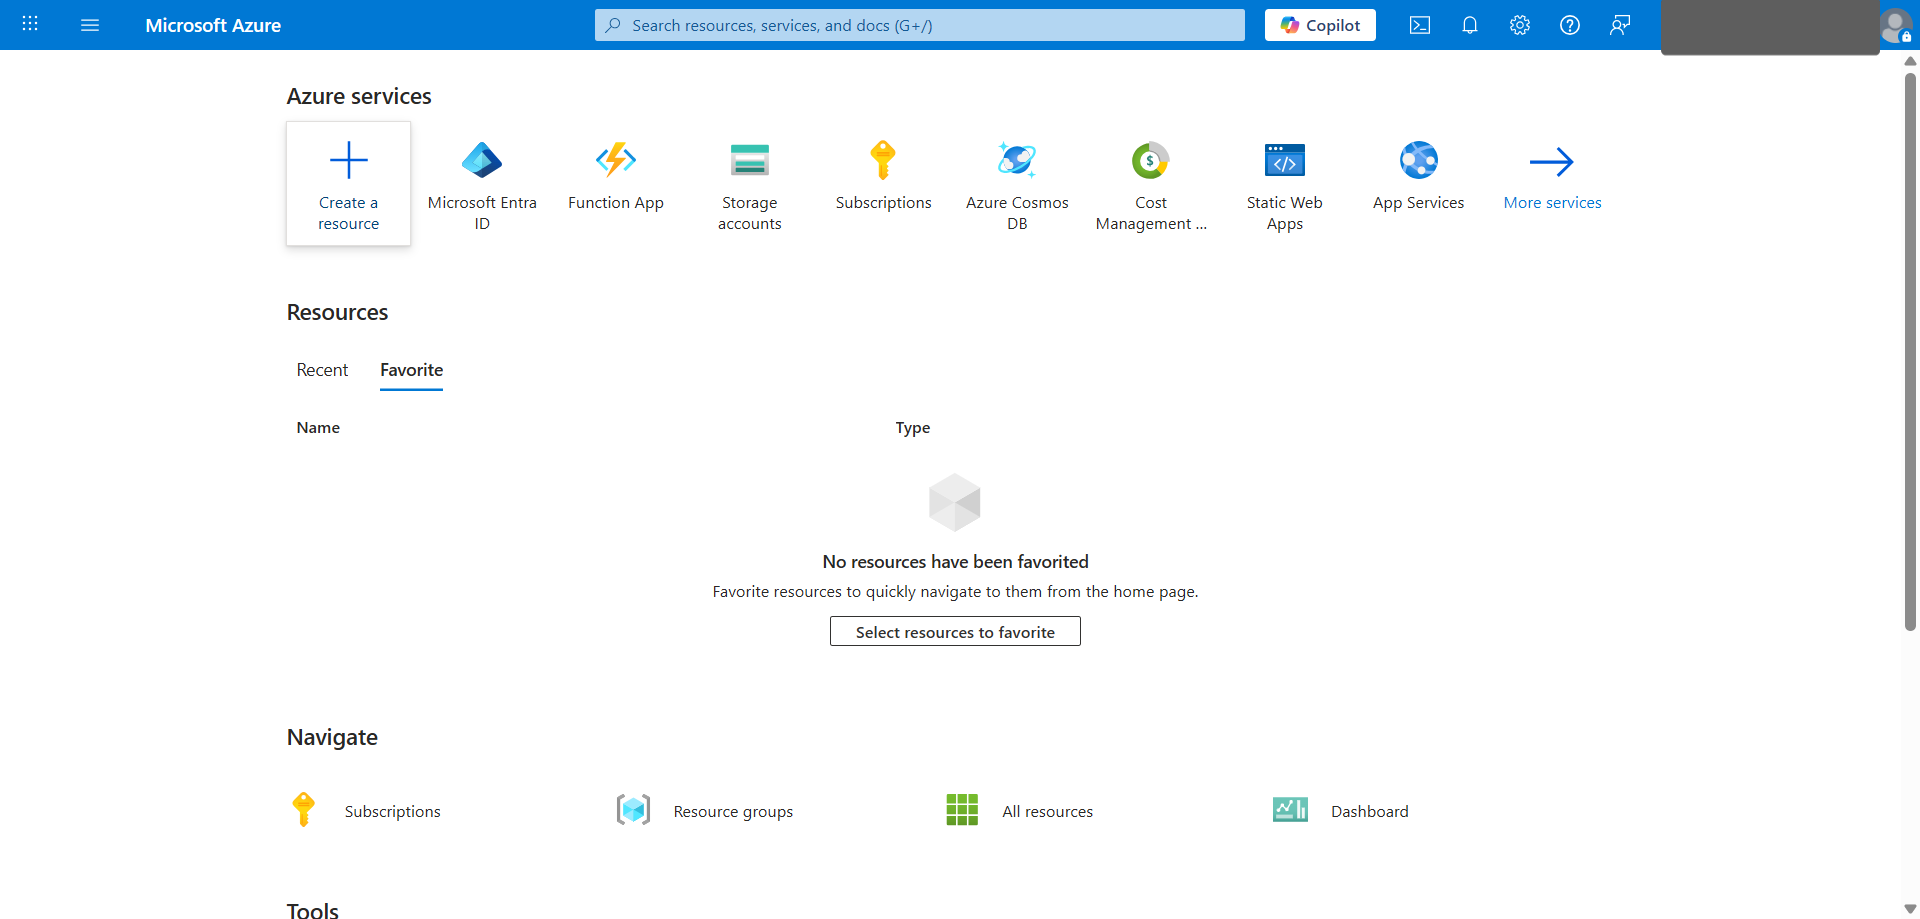 Microsoft Azure
Search resources, services, and docs (G+/)
Copilot
Azure services
Create a
resource
Microsoft Entra
ID
Function App
Storage
accounts
Subscriptions
Azure Cosmos
DB
Cost
Management ...
Static Web
Apps
App Services
More services
Resources
Recent
Favorite
Name
Type
No resources have been favorited
Favorite resources to quickly navigate to them from the home page.
Select resources to favorite
Navigate
Subscriptions
Resource groups
All resources
Dashboard
Tools